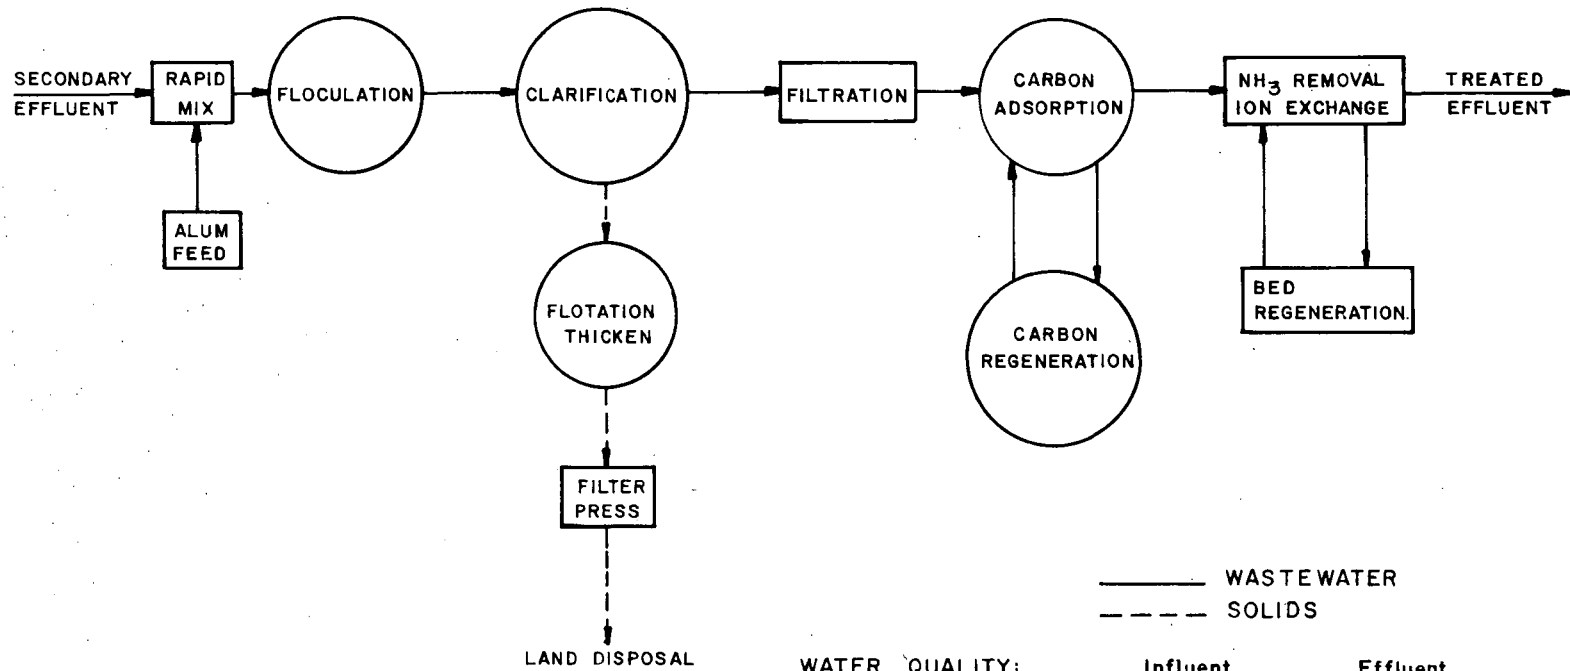 SECONDARY
EFFLUENT
RAPID
MIX
FLOCULATION
CLARIFICATION
FILTRATION
CARBON
ADSORPTION
NH3 REMOVAL
ION EXCHANGE
TREATED
EFFLUENT
ALUM
FEED
FLOTATION
THICKEN
CARBON
REGENERATION
BED
REGENERATION.
FILTER
PRESS
WASTEWATER
SOLIDS
LAND DISPOSAL
WATER QUALITY: Influent Effluent